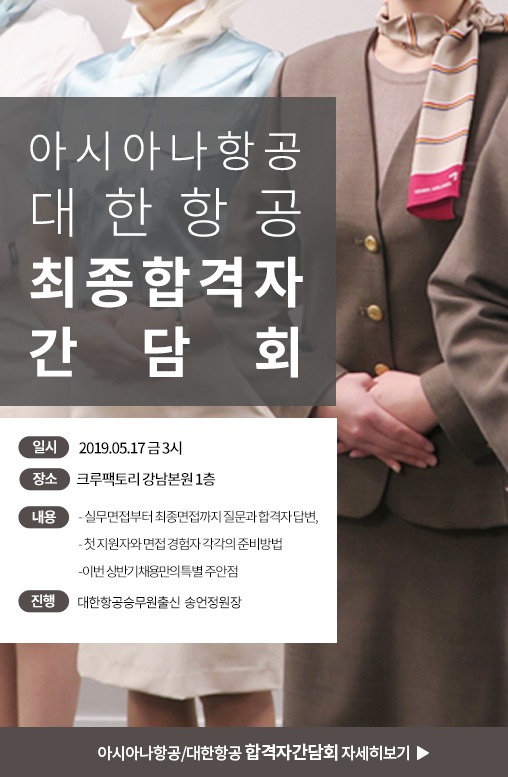 아시아나항공
대한항공
최종합격자
간담회
일시 2019.05.17 금 3시
장소 크루팩토리 강남본원 1층
내용 - 실무면접부터 최종면접까지 질문과 합격자 답변,
- 첫 지원자와 면접 경험자 각각의 준비방법
-이번 상반기채용만의 특별 주안점
진행 대한항공승무원출신 송언정원장
아시아나항공/대한항공 합격자간담회 자세히보기 ▶